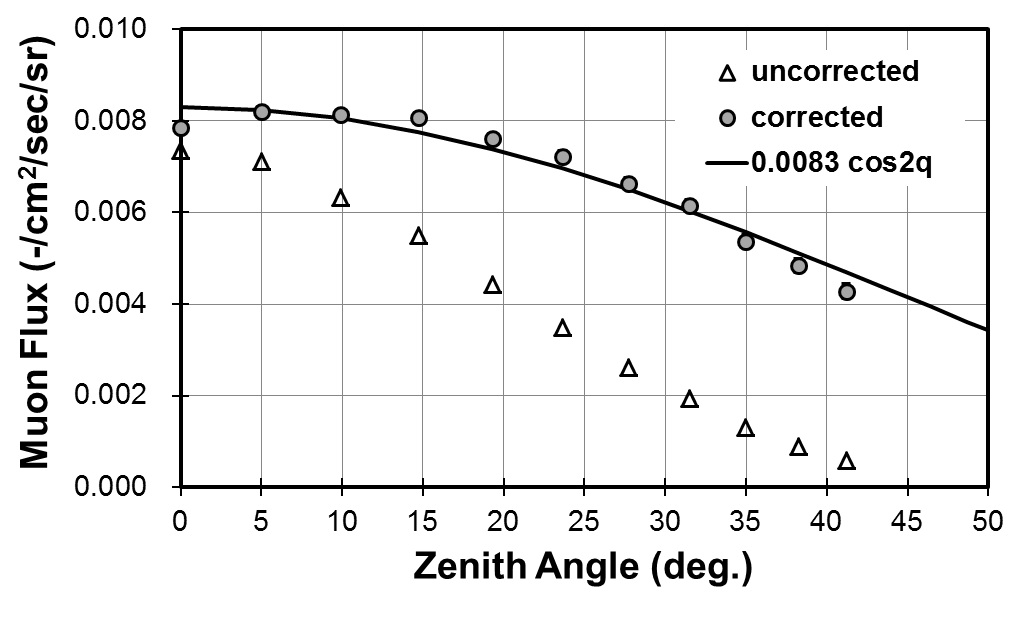 0.010
0.008
0.006
0.004
0.002
0.000
Muon Flux (-/cm²/sec/sr)
uncorrected
corrected
0.0083 cos2q
0 5 10 15 20 25 30 35 40 45 50
Zenith Angle (deg.)